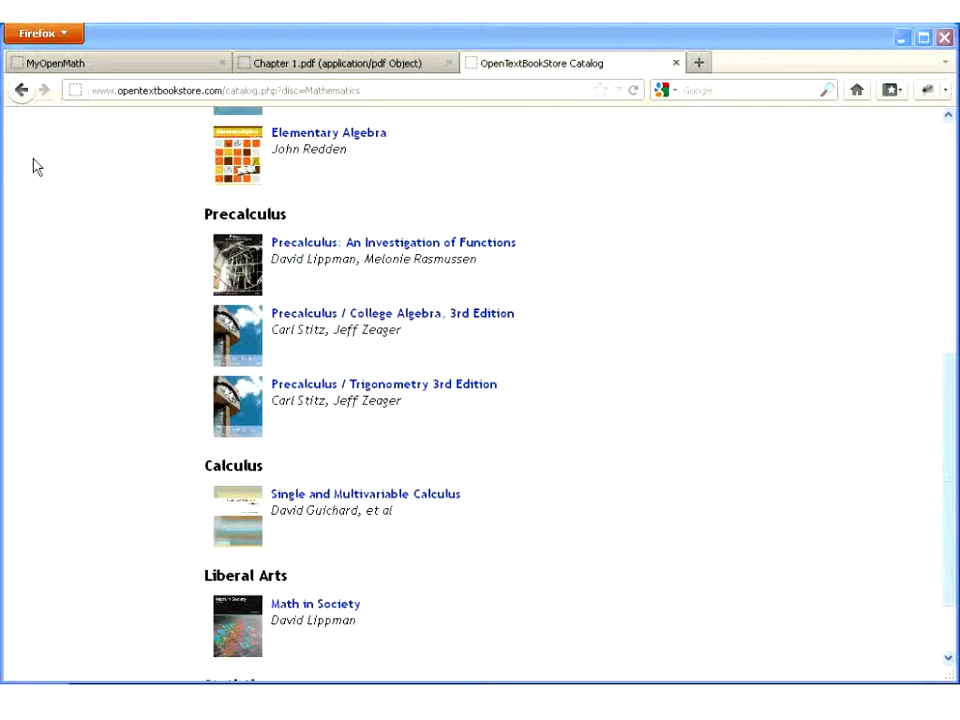 Firefox
MyOpenMath
Chapter 1.pdf (application/pdf Object)
OpenTextBookStore Catalog
www.opentextbookstore.com/catalog.php?disc=Mathematics
Google
Elementary Algebra
John Redden
Precalculus
Precalculus: An Investigation of Functions
David Lippman, Melonie Rasmussen
Precalculus / College Algebra, 3rd Edition
Carl Stitz, Jeff Zeager
Precalculus / Trigonometry 3rd Edition
Carl Stitz, Jeff Zeager
Calculus
Single and Multivariable Calculus
David Guichard, et al
Liberal Arts
Math in Society
Math in Society
David Lippman